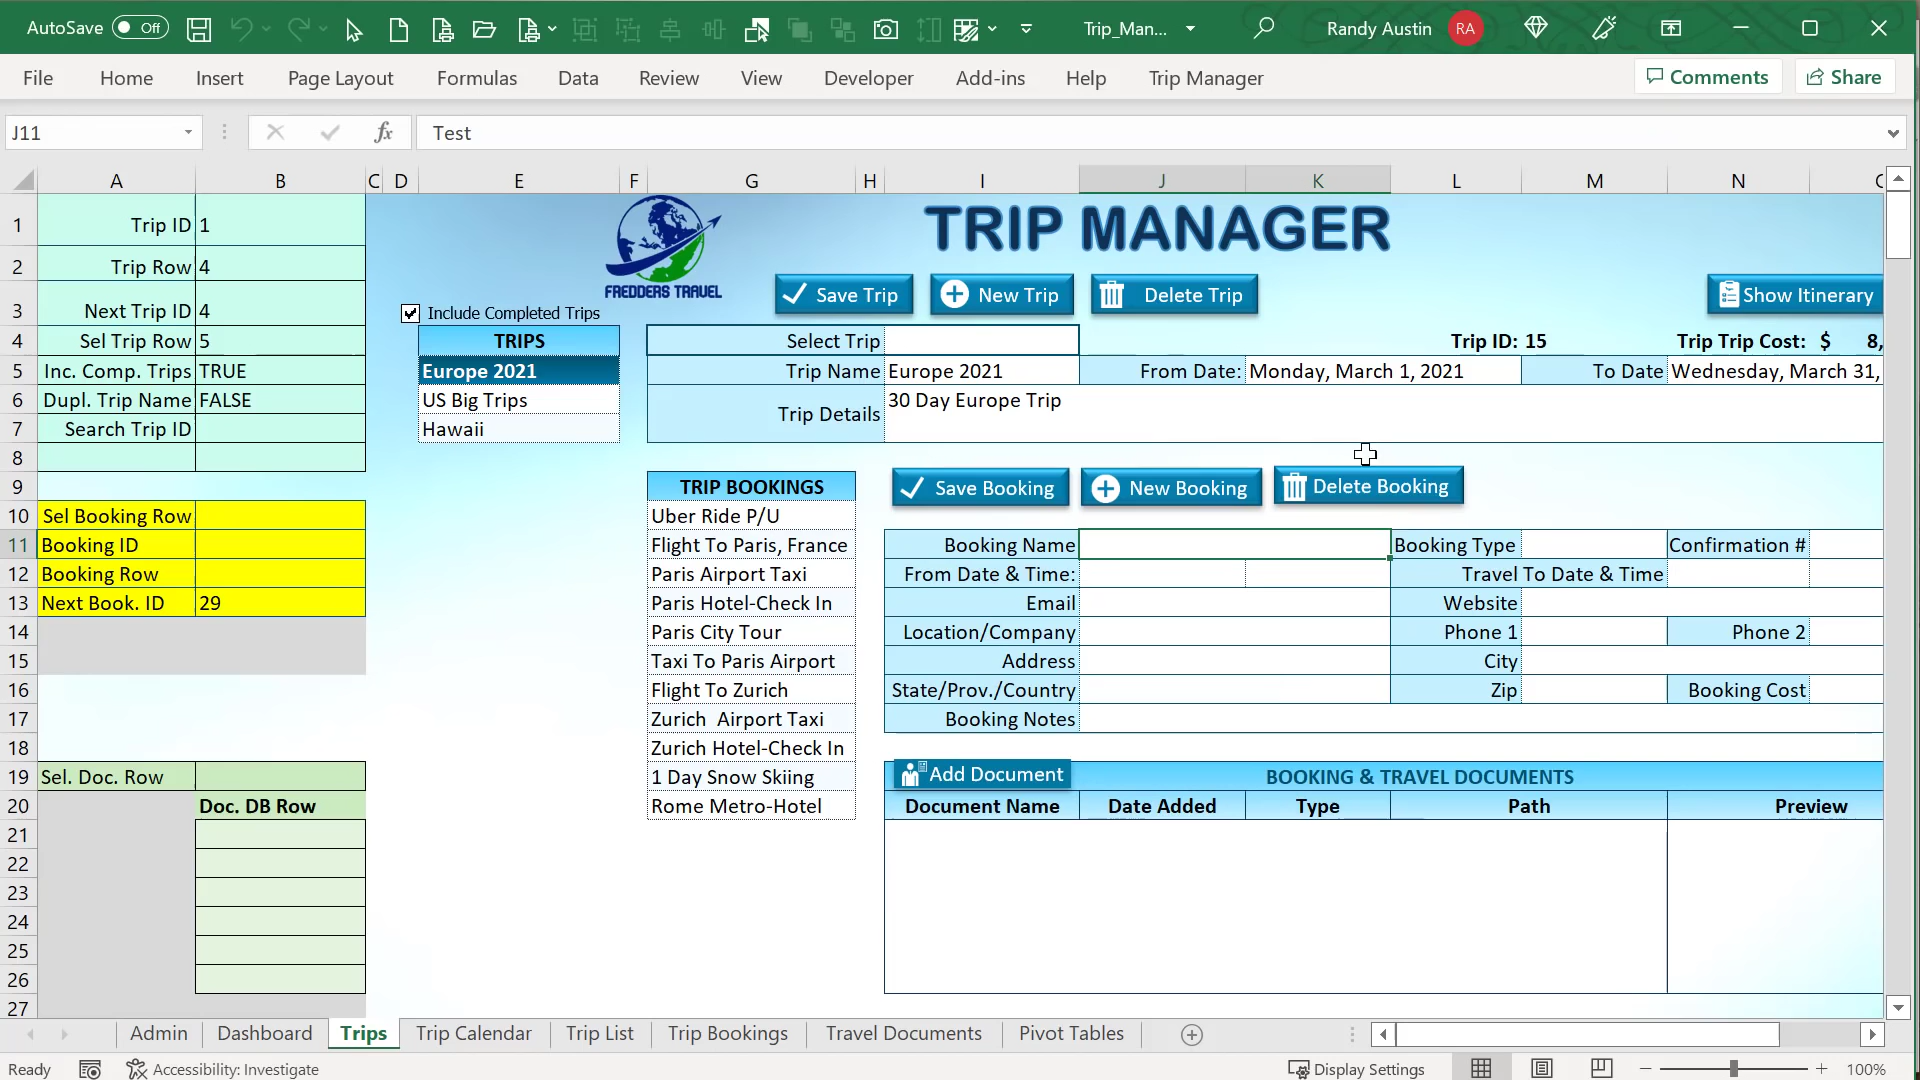 AutoSave Off Trip_Man... Randy Austin RA
File Home Insert Page Layout Formulas Data Review View Developer Add-ins Help Trip Manager Comments Share
J11 fx Test
A B C D E F G H I J K L M N
1 Trip ID 1 TRIP MANAGER
2 Trip Row 4 FREDDERS TRAVEL Save Trip New Trip Delete Trip Show Itinerary
3 Next Trip ID 4 Include Completed Trips
4 Sel Trip Row 5 TRIPS Select Trip Trip ID: 15 Trip Trip Cost: $ 8,
5 Inc. Comp. Trips TRUE Europe 2021 Trip Name Europe 2021 From Date: Monday, March 1, 2021 To Date Wednesday, March 31,
6 Dupl. Trip Name FALSE US Big Trips Trip Details 30 Day Europe Trip
7 Search Trip ID Hawaii
8
9 TRIP BOOKINGS Save Booking New Booking Delete Booking
10 Sel Booking Row Uber Ride P/U
11 Booking ID Flight To Paris, France Booking Name Booking Type Confirmation #
12 Booking Row Paris Airport Taxi From Date & Time: Travel To Date & Time
13 Next Book. ID 29 Paris Hotel-Check In Email Website
14 Paris City Tour Location/Company Phone 1 Phone 2
15 Taxi To Paris Airport Address City
16 Flight To Zurich State/Prov./Country Zip Booking Cost
17 Zurich Airport Taxi Booking Notes
18 Zurich Hotel-Check In
19 Sel. Doc. Row 1 Day Snow Skiing Add Document BOOKING & TRAVEL DOCUMENTS
20 Doc. DB Row Rome Metro-Hotel Document Name Date Added Type Path Preview
21
22
23
24
25
26
27
Admin Dashboard Trips Trip Calendar Trip List Trip Bookings Travel Documents Pivot Tables
Ready Accessibility: Investigate Display Settings 100%